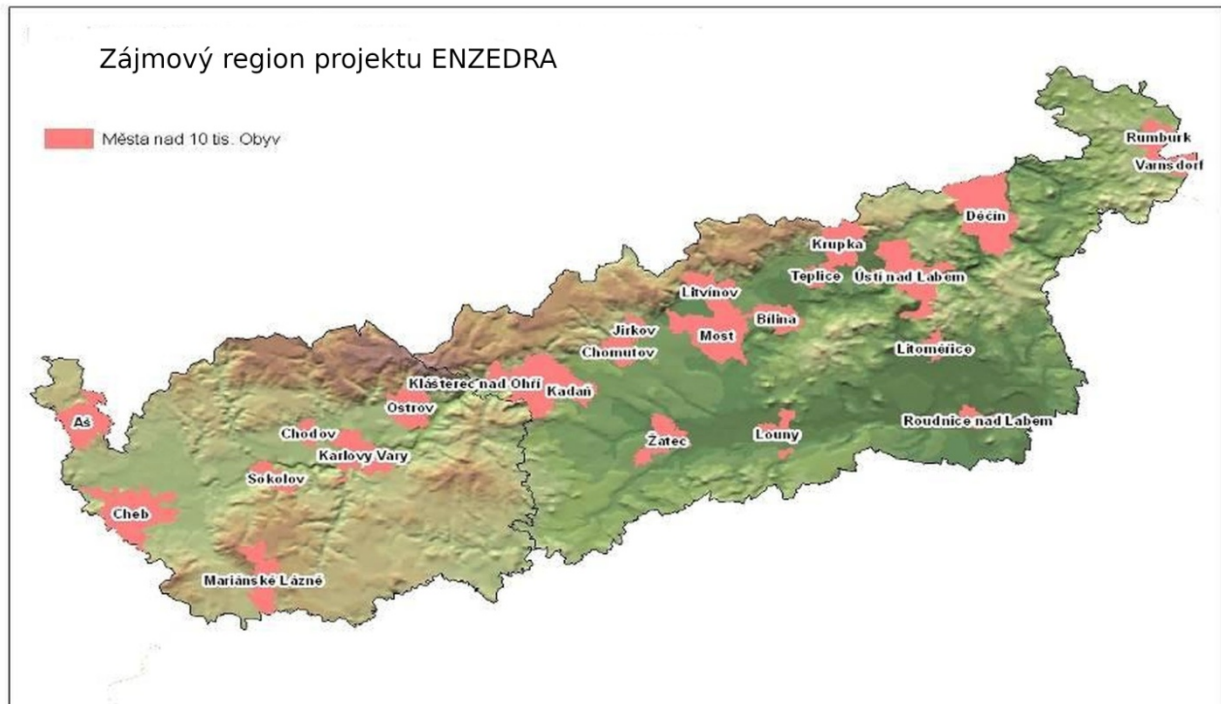 Zájmový region projektu ENZEDRA
Města nad 10 tis. Obyv
Rumburk
Varnsdorf
Děčín
Krupka
Teplice
Ústí nad Labem
Litvínov
Bílina
Jirkov
Most
Chomutov
Litoměřice
Klášterec nad Ohří
Kadaň
Ostrov
Aš
Roudnice nad Labem
Chodov
Louny
Žatec
Karlovy Vary
Sokolov
Cheb
Mariánské Lázně